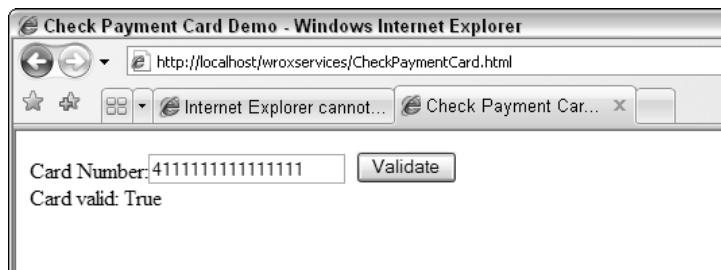 Check Payment Card Demo - Windows Internet Explorer
http://localhost/wroxservices/CheckPaymentCard.html
Internet Explorer cannot... Check Payment Car... X
Card Number: 4111111111111111 Validate
Card valid: True